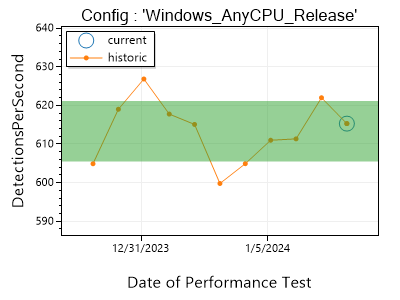 Config : 'Windows_AnyCPU_Release'
640
630
620
610
600
590
DetectionsPerSecond
current
historic
12/31/2023
1/5/2024
Date of Performance Test